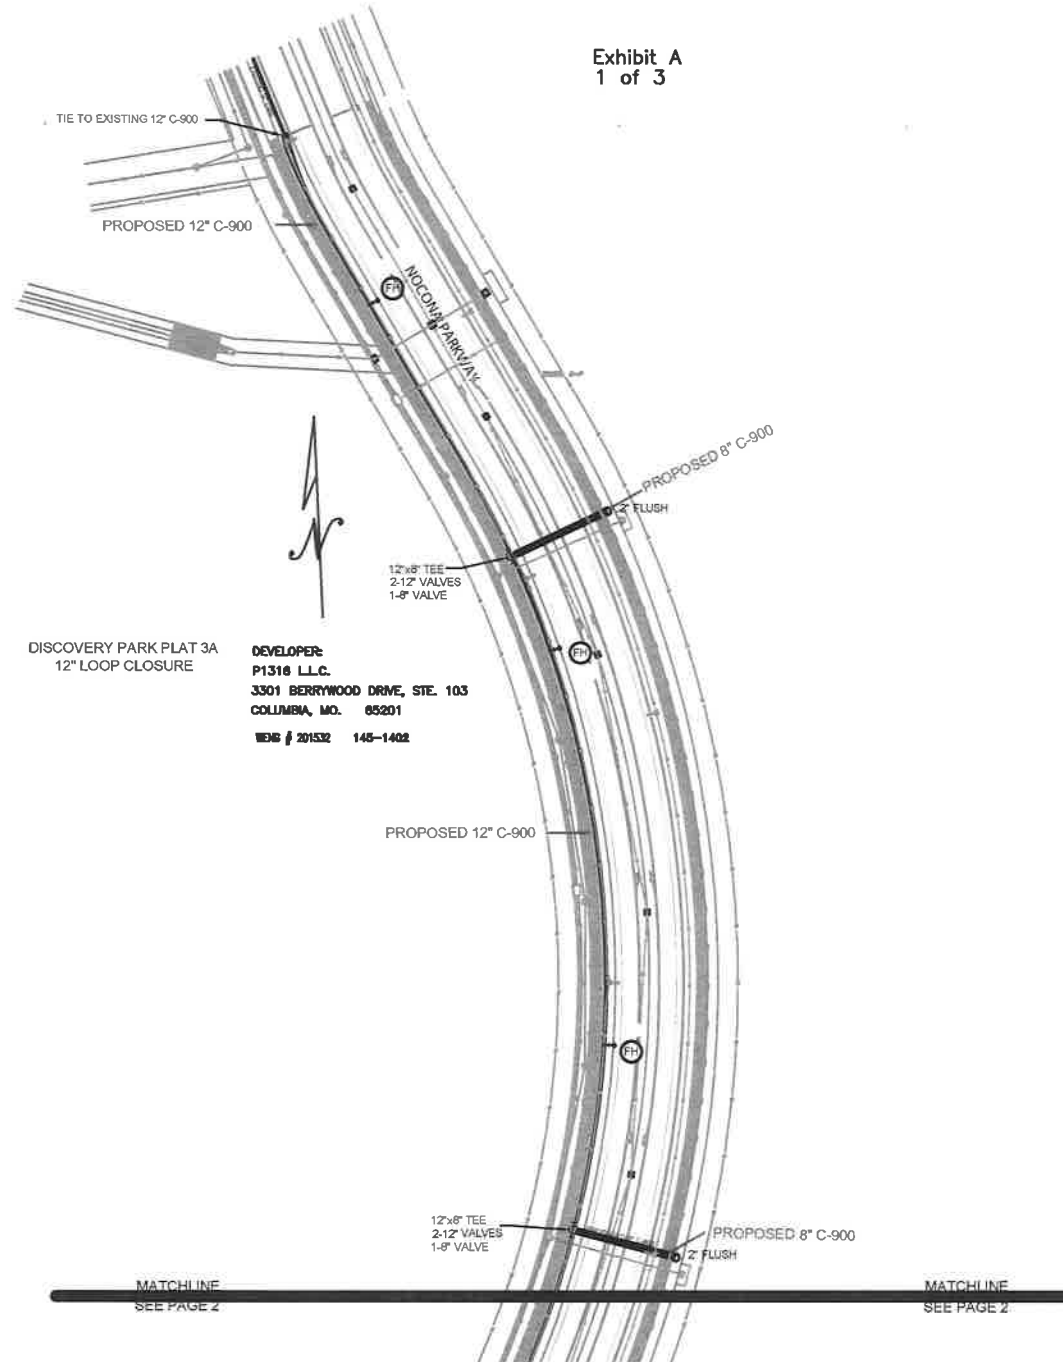 Exhibit A
1 of 3
TIE TO EXISTING 12" C-900
PROPOSED 12" C-900
FH
NOCONA PARKWAY
PROPOSED 8" C-900
2" FLUSH
12"x8" TEE
2-12" VALVES
1-8" VALVE
FH
DISCOVERY PARK PLAT 3A
12" LOOP CLOSURE
DEVELOPER:
P1316 L.L.C.
3301 BERRYWOOD DRIVE, STE. 103
COLUMBIA, MO. 65201
# 201532 145-1402
PROPOSED 12" C-900
FH
12"x8" TEE
2-12" VALVES
1-8" VALVE
PROPOSED 8" C-900
2" FLUSH
MATCHLINE
SEE PAGE 2
MATCHLINE
SEE PAGE 2